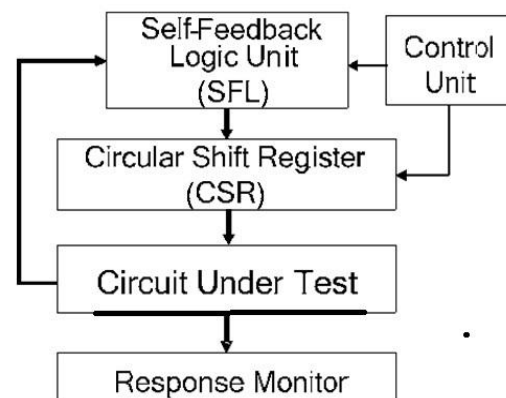 Self-Feedback
Logic Unit
(SFL)
Control
Unit
Circular Shift Register
(CSR)
Circuit Under Test
Response Monitor